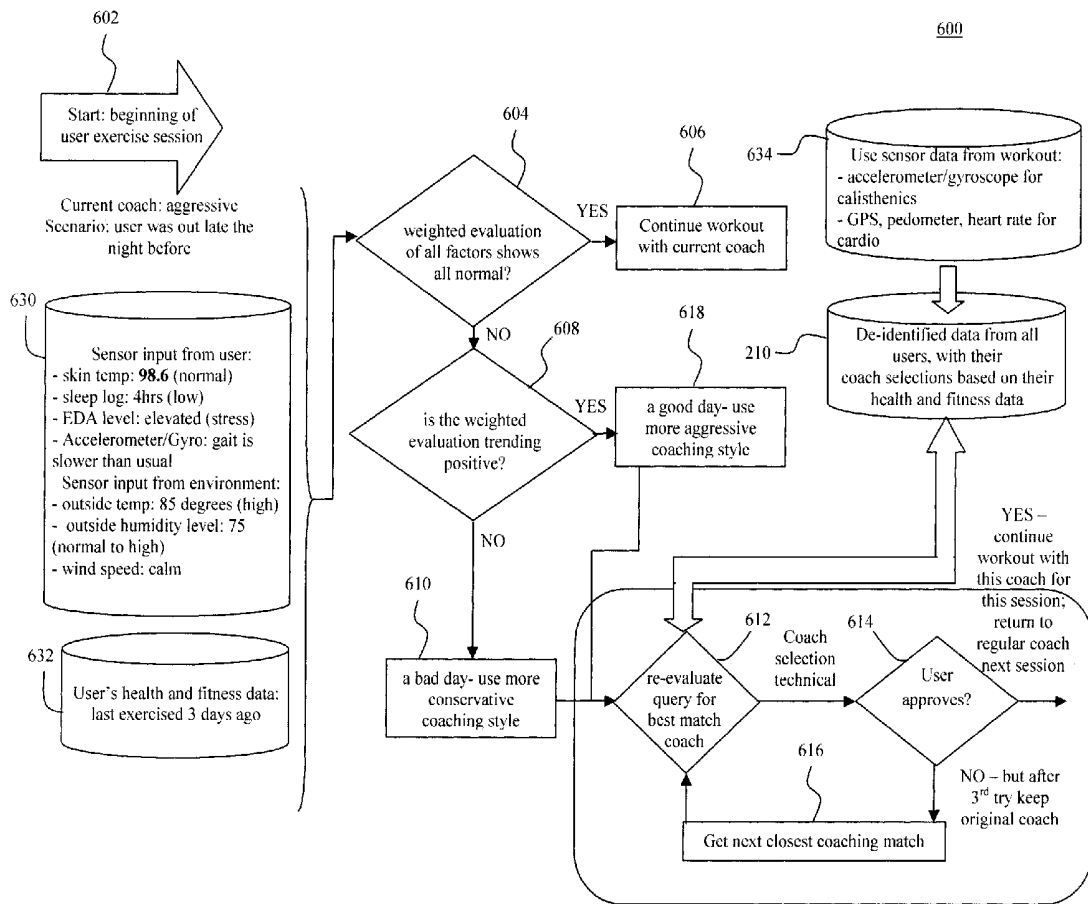 600
602
Start: beginning of
user exercise session
Current coach: aggressive
Scenario: user was out late the
night before
604
weighted evaluation
of all factors shows
all normal?
YES
606
Continue workout
with current coach
634
Use sensor data from workout:
- accelerometer/gyroscope for
calisthenics
- GPS, pedometer, heart rate for
cardio
630
Sensor input from user:
- skin temp: 98.6 (normal)
- sleep log: 4hrs (low)
- EDA level: elevated (stress)
- Accelerometer/Gyro: gait is
slower than usual
Sensor input from environment:
- outside temp: 85 degrees (high)
- outside humidity level: 75
(normal to high)
- wind speed: calm
NO
608
is the weighted
evaluation trending
positive?
YES
618
a good day- use
more aggressive
coaching style
210
De-identified data from all
users, with their
coach selections based on their
health and fitness data
NO
632
User's health and fitness data:
last exercised 3 days ago
610
a bad day- use more
conservative
coaching style
612
re-evaluate
query for
best match
coach
Coach
selection
technical
614
User
approves?
YES –
continue
workout with
this coach for
this session;
return to
regular coach
next session
NO – but after
3rd try keep
original coach
616
Get next closest coaching match